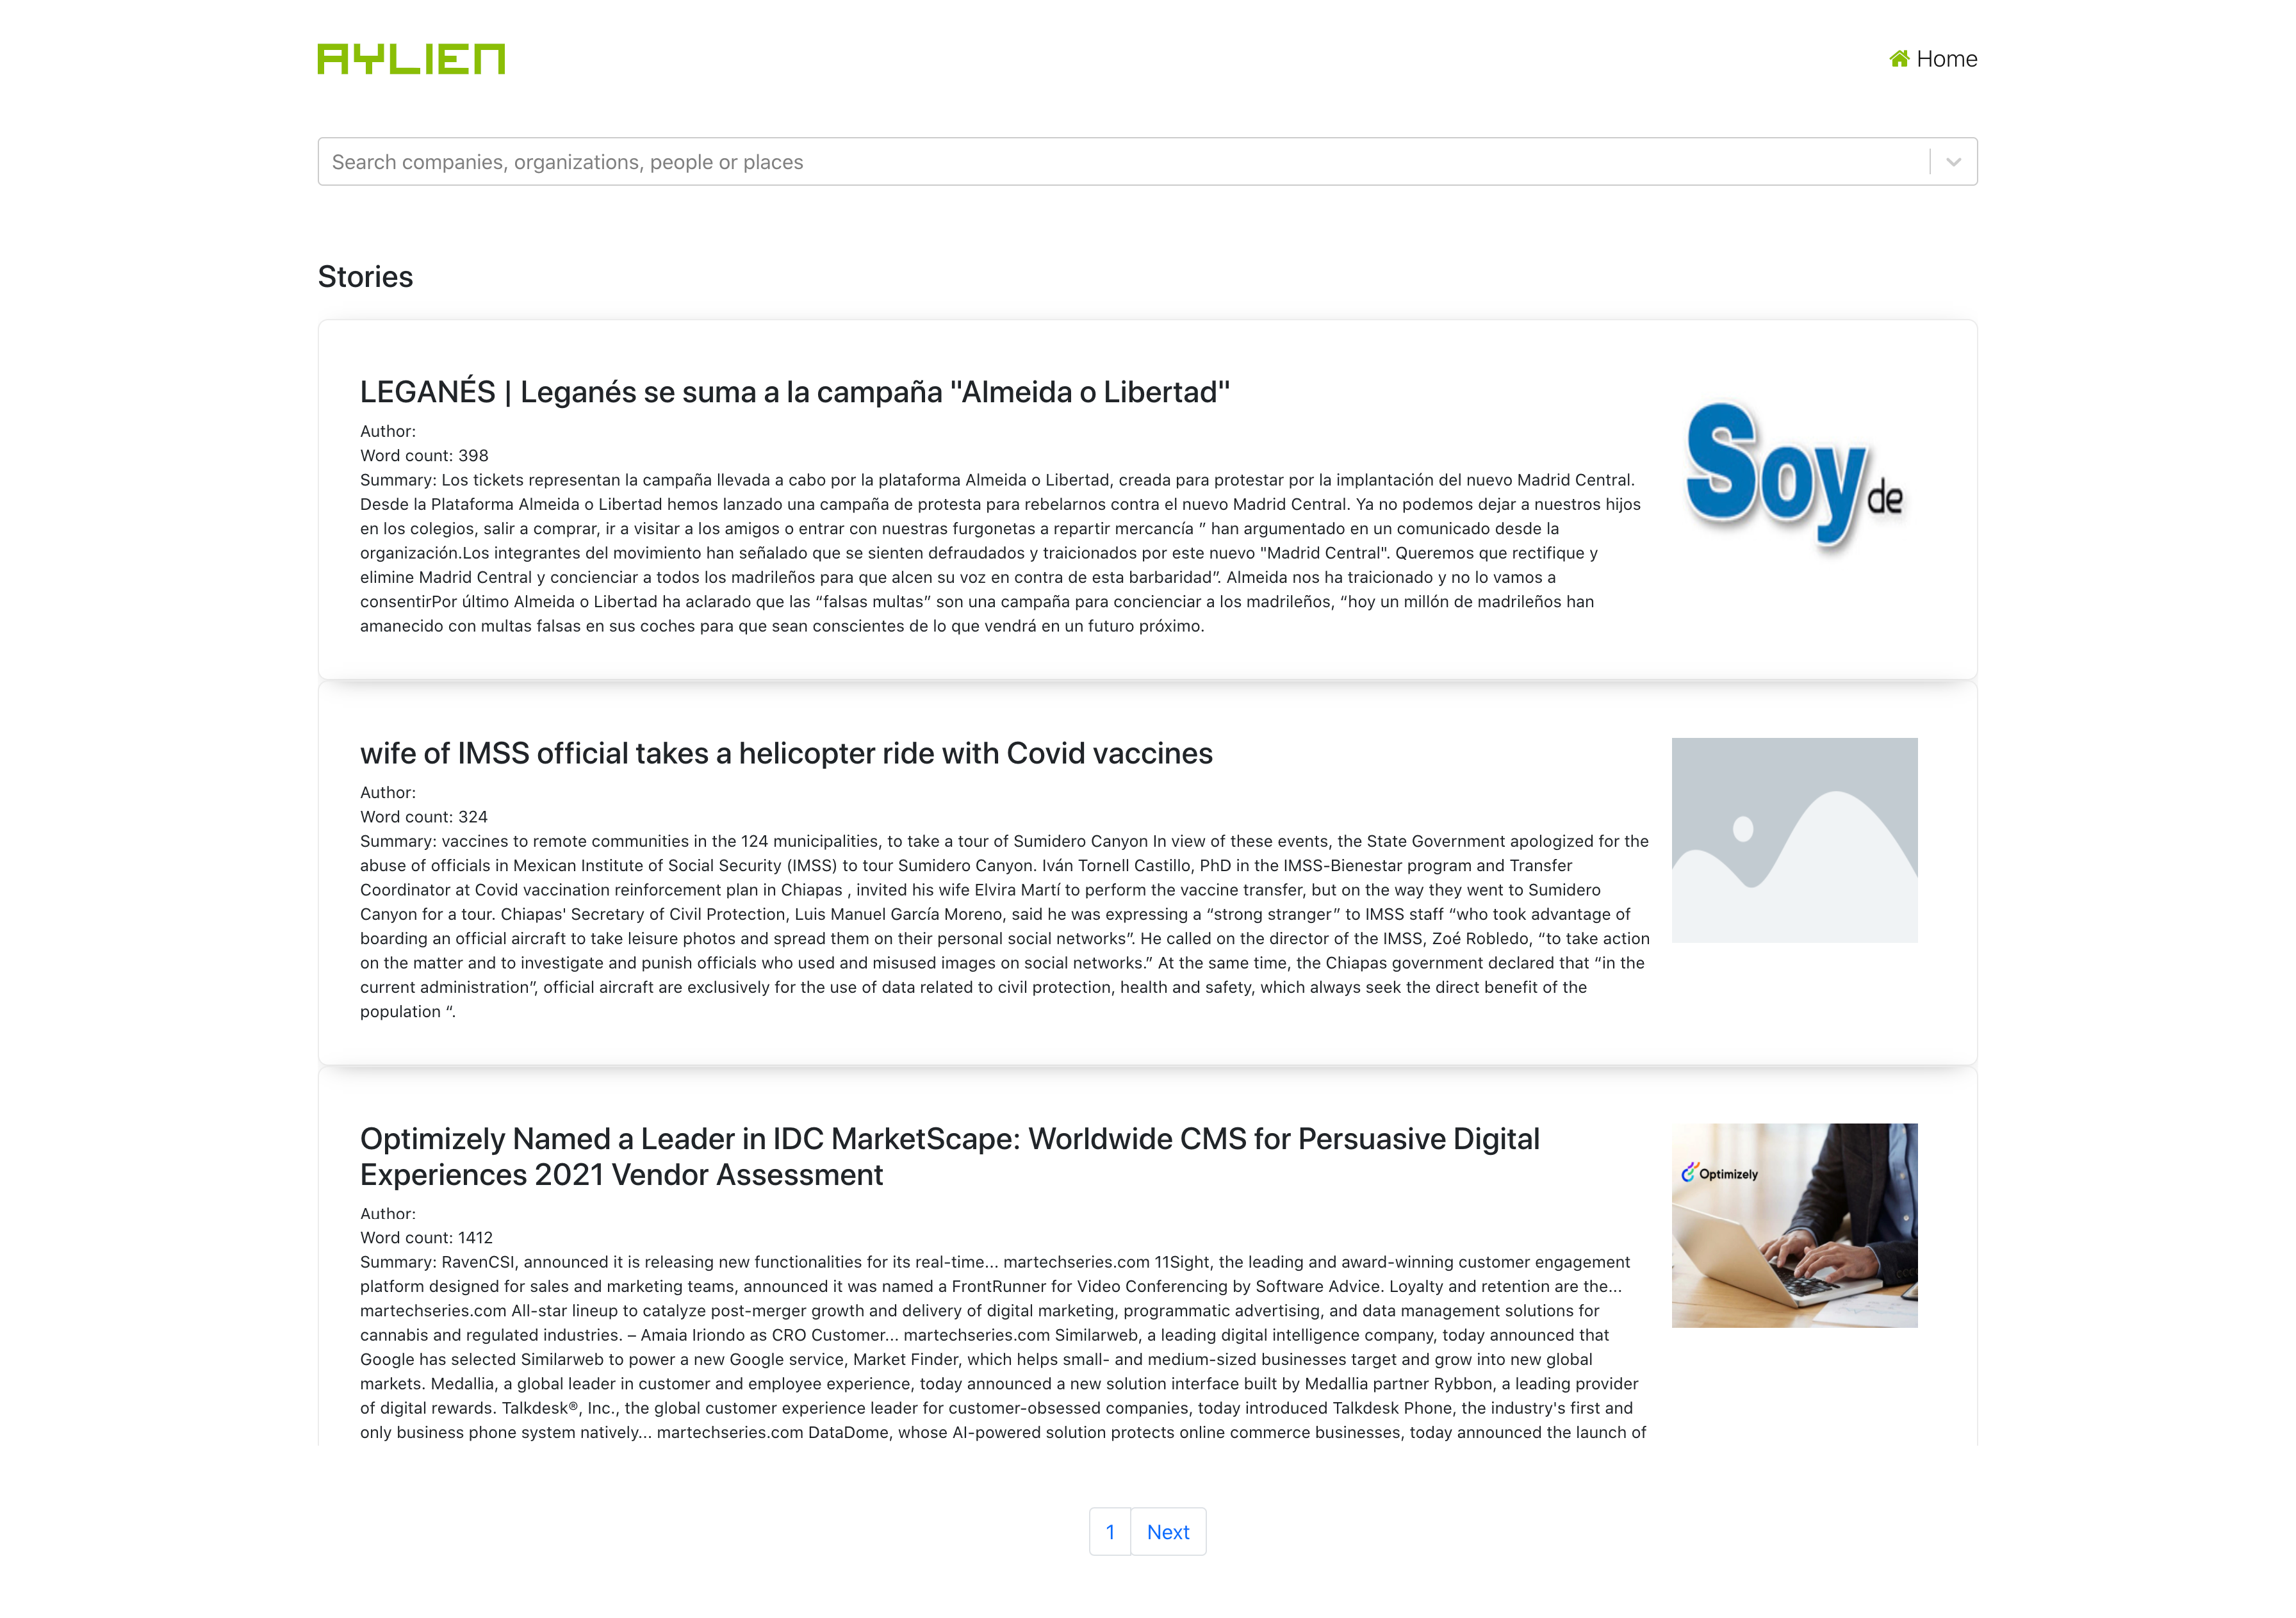 AYLIEN
Home
Search companies, organizations, people or places
Stories
LEGANÉS | Leganés se suma a la campaña "Almeida o Libertad"
Author:
Word count: 398
Summary: Los tickets representan la campaña llevada a cabo por la plataforma Almeida o Libertad, creada para protestar por la implantación del nuevo Madrid Central.
Desde la Plataforma Almeida o Libertad hemos lanzado una campaña de protesta para rebelarnos contra el nuevo Madrid Central. Ya no podemos dejar a nuestros hijos
en los colegios, salir a comprar, ir a visitar a los amigos o entrar con nuestras furgonetas a repartir mercancía ” han argumentado en un comunicado desde la
organización.Los integrantes del movimiento han señalado que se sienten defraudados y traicionados por este nuevo "Madrid Central". Queremos que rectifique y
elimine Madrid Central y concienciar a todos los madrileños para que alcen su voz en contra de esta barbaridad”. Almeida nos ha traicionado y no lo vamos a
consentirPor último Almeida o Libertad ha aclarado que las “falsas multas” son una campaña para concienciar a los madrileños, “hoy un millón de madrileños han
amanecido con multas falsas en sus coches para que sean conscientes de lo que vendrá en un futuro próximo.
Soy de
wife of IMSS official takes a helicopter ride with Covid vaccines
Author:
Word count: 324
Summary: vaccines to remote communities in the 124 municipalities, to take a tour of Sumidero Canyon In view of these events, the State Government apologized for the
abuse of officials in Mexican Institute of Social Security (IMSS) to tour Sumidero Canyon. Iván Tornell Castillo, PhD in the IMSS-Bienestar program and Transfer
Coordinator at Covid vaccination reinforcement plan in Chiapas , invited his wife Elvira Martí to perform the vaccine transfer, but on the way they went to Sumidero
Canyon for a tour. Chiapas' Secretary of Civil Protection, Luis Manuel García Moreno, said he was expressing a “strong stranger” to IMSS staff “who took advantage of
boarding an official aircraft to take leisure photos and spread them on their personal social networks”. He called on the director of the IMSS, Zoé Robledo, “to take action
on the matter and to investigate and punish officials who used and misused images on social networks.” At the same time, the Chiapas government declared that “in the
current administration”, official aircraft are exclusively for the use of data related to civil protection, health and safety, which always seek the direct benefit of the
population “.
Optimizely Named a Leader in IDC MarketScape: Worldwide CMS for Persuasive Digital
Experiences 2021 Vendor Assessment
Author:
Word count: 1412
Summary: RavenCSI, announced it is releasing new functionalities for its real-time... martechseries.com 11Sight, the leading and award-winning customer engagement
platform designed for sales and marketing teams, announced it was named a FrontRunner for Video Conferencing by Software Advice. Loyalty and retention are the...
martechseries.com All-star lineup to catalyze post-merger growth and delivery of digital marketing, programmatic advertising, and data management solutions for
cannabis and regulated industries. – Amaia Iriondo as CRO Customer... martechseries.com Similarweb, a leading digital intelligence company, today announced that
Google has selected Similarweb to power a new Google service, Market Finder, which helps small- and medium-sized businesses target and grow into new global
markets. Medallia, a global leader in customer and employee experience, today announced a new solution interface built by Medallia partner Rybbon, a leading provider
of digital rewards. Talkdesk®, Inc., the global customer experience leader for customer-obsessed companies, today introduced Talkdesk Phone, the industry's first and
only business phone system natively... martechseries.com DataDome, whose AI-powered solution protects online commerce businesses, today announced the launch of
Optimizely
1
Next